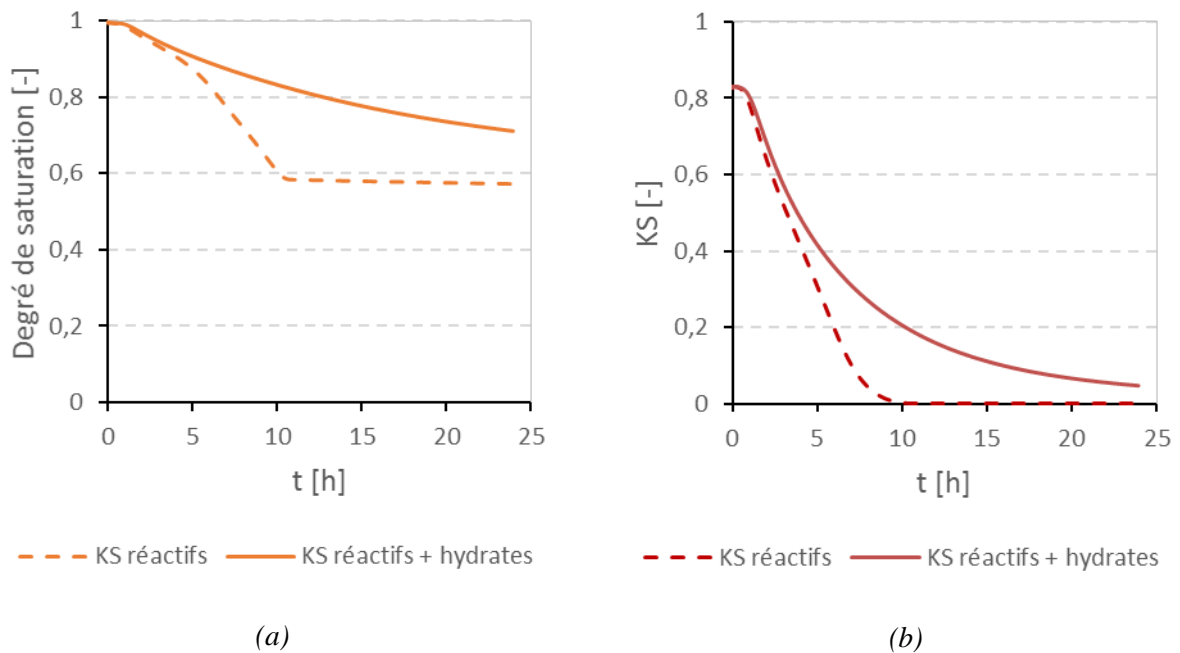 Degré de saturation [-]
1
0,8
0,6
0,4
0,2
0
0 5 10 15 20 25
t [h]
KS réactifs KS réactifs + hydrates
(a)
KS [-]
1
0,8
0,6
0,4
0,2
0
0 5 10 15 20 25
t [h]
KS réactifs KS réactifs + hydrates
(b)